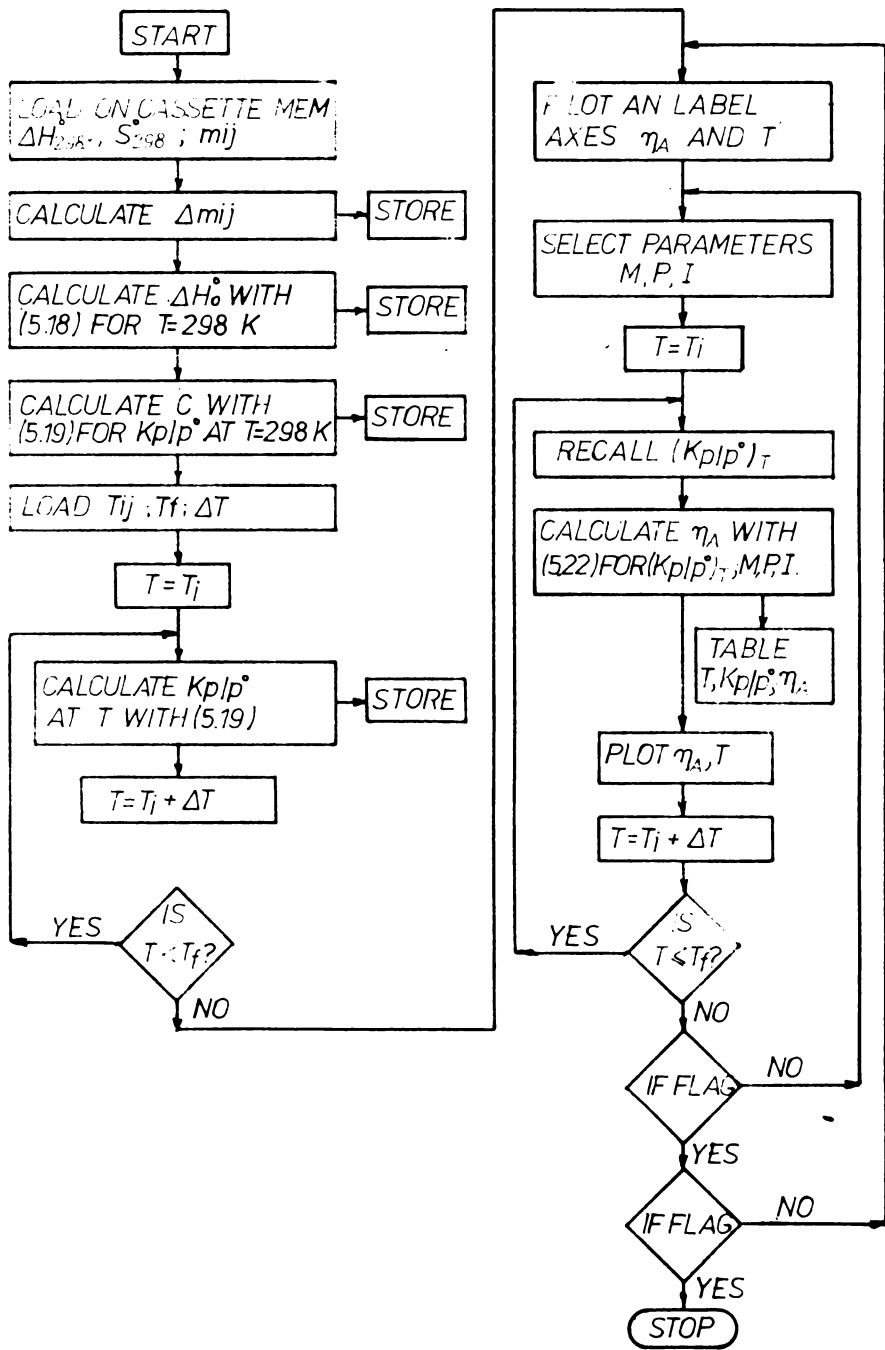 START
LOAD ON CASSETTE MEM
ΔH°298, S°298 ; mij
CALCULATE Δmij
STORE
CALCULATE ΔH°o WITH
(5.18) FOR T=298 K
STORE
CALCULATE C WITH
(5.19) FOR Kp/p° AT T=298 K
STORE
LOAD Tij ; Tf ; ΔT
T=Ti
CALCULATE Kp/p°
AT T WITH (5.19)
STORE
T=Ti + ΔT
IS
T < Tf?
YES
NO
PLOT AN LABEL
AXES ηA AND T
SELECT PARAMETERS
M, P, I
T=Ti
RECALL (Kp/p°)T
CALCULATE ηA WITH
(5.22) FOR (Kp/p°)T, M, P, I.
TABLE
T, Kp/p°, ηA
PLOT ηA, T
T=Ti + ΔT
IS
T ≤ Tf?
YES
NO
IF FLAG
NO
YES
IF FLAG
NO
YES
STOP